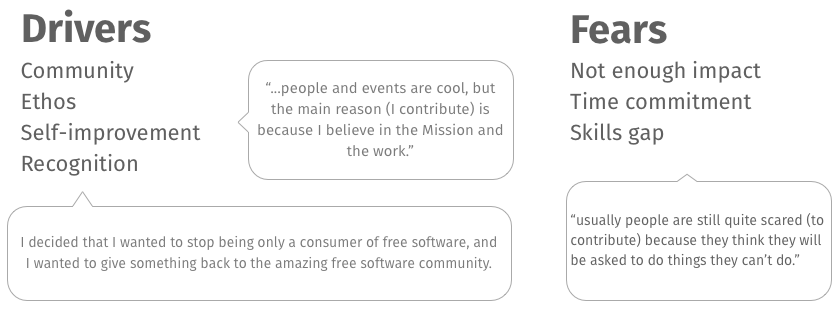 Drivers
Community
Ethos
Self-improvement
Recognition
“...people and events are cool, but
the main reason (I contribute) is
because I believe in the Mission and
the work.”
I decided that I wanted to stop being only a consumer of free software, and
I wanted to give something back to the amazing free software community.
Fears
Not enough impact
Time commitment
Skills gap
“usually people are still quite scared (to
contribute) because they think they will
be asked to do things they can’t do.”